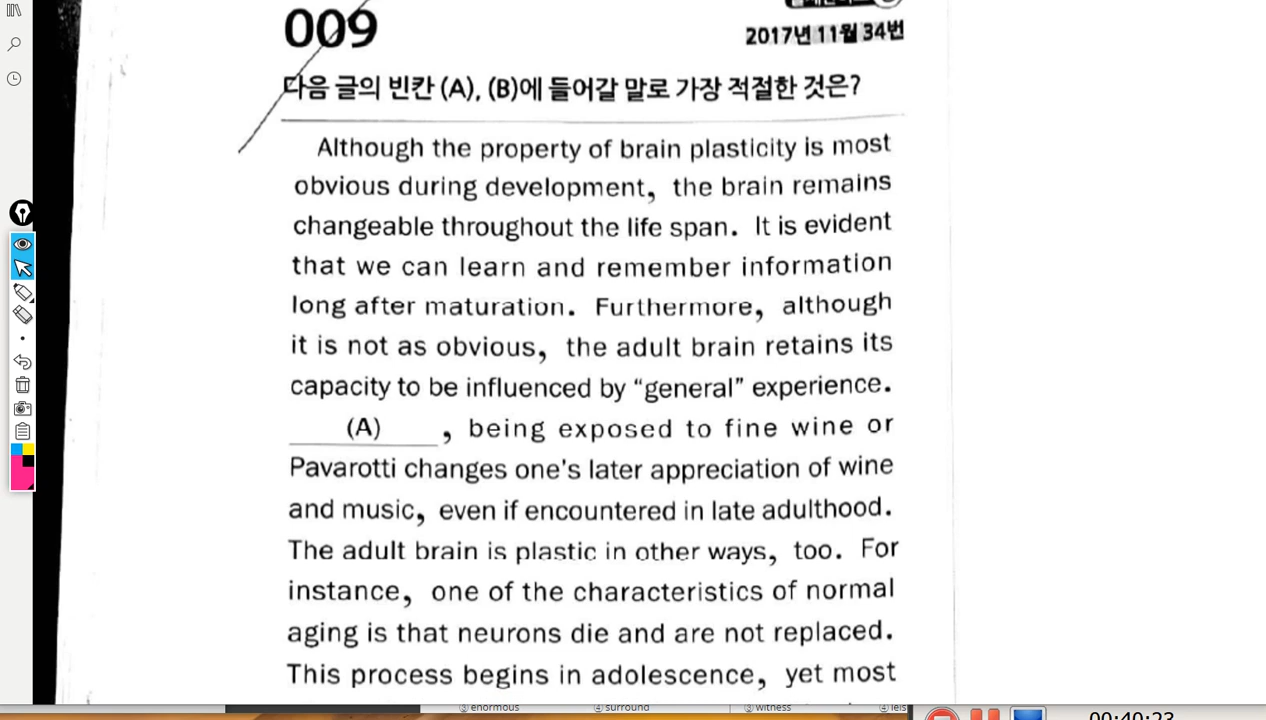 009
2017년 11월 34번
다음 글의 빈칸 (A), (B)에 들어갈 말로 가장 적절한 것은?
Although the property of brain plasticity is most
obvious during development, the brain remains
changeable throughout the life span. It is evident
that we can learn and remember information
long after maturation. Furthermore, although
it is not as obvious, the adult brain retains its
capacity to be influenced by “general” experience.
(A) , being exposed to fine wine or
Pavarotti changes one's later appreciation of wine
and music, even if encountered in late adulthood.
The adult brain is plastic in other ways, too. For
instance, one of the characteristics of normal
aging is that neurons die and are not replaced.
This process begins in adolescence, yet most
③ enormous ④ surround ③ witness ④ leis
00:40:23